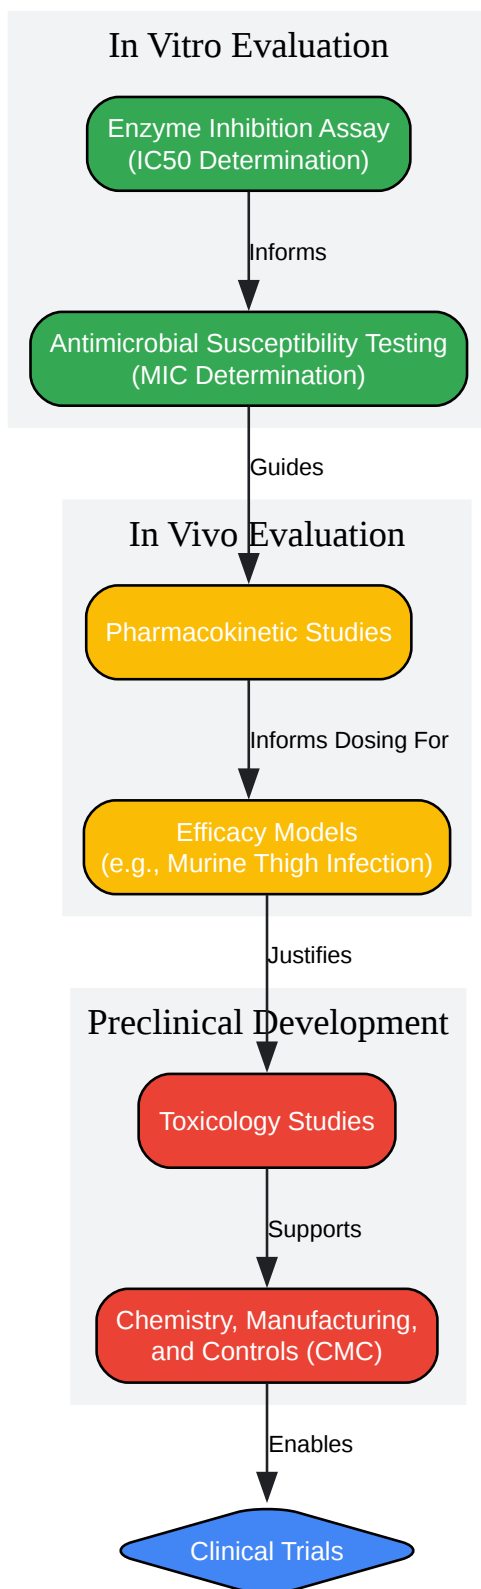 In Vitro Evaluation
Enzyme Inhibition Assay
(IC50 Determination)
Informs
Antimicrobial Susceptibility Testing
(MIC Determination)
Guides
In Vivo Evaluation
Pharmacokinetic Studies
Informs Dosing For
Efficacy Models
(e.g., Murine Thigh Infection)
Justifies
Preclinical Development
Toxicology Studies
Supports
Chemistry, Manufacturing,
and Controls (CMC)
Enables
Clinical Trials